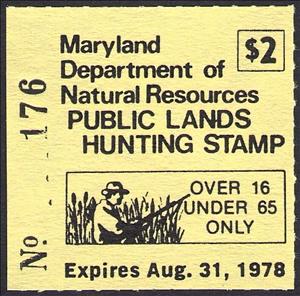 Maryland
$2
Department of
Natural Resources
PUBLIC LANDS
HUNTING STAMP
OVER 16
UNDER 65
ONLY
Expires Aug. 31, 1978
No 176